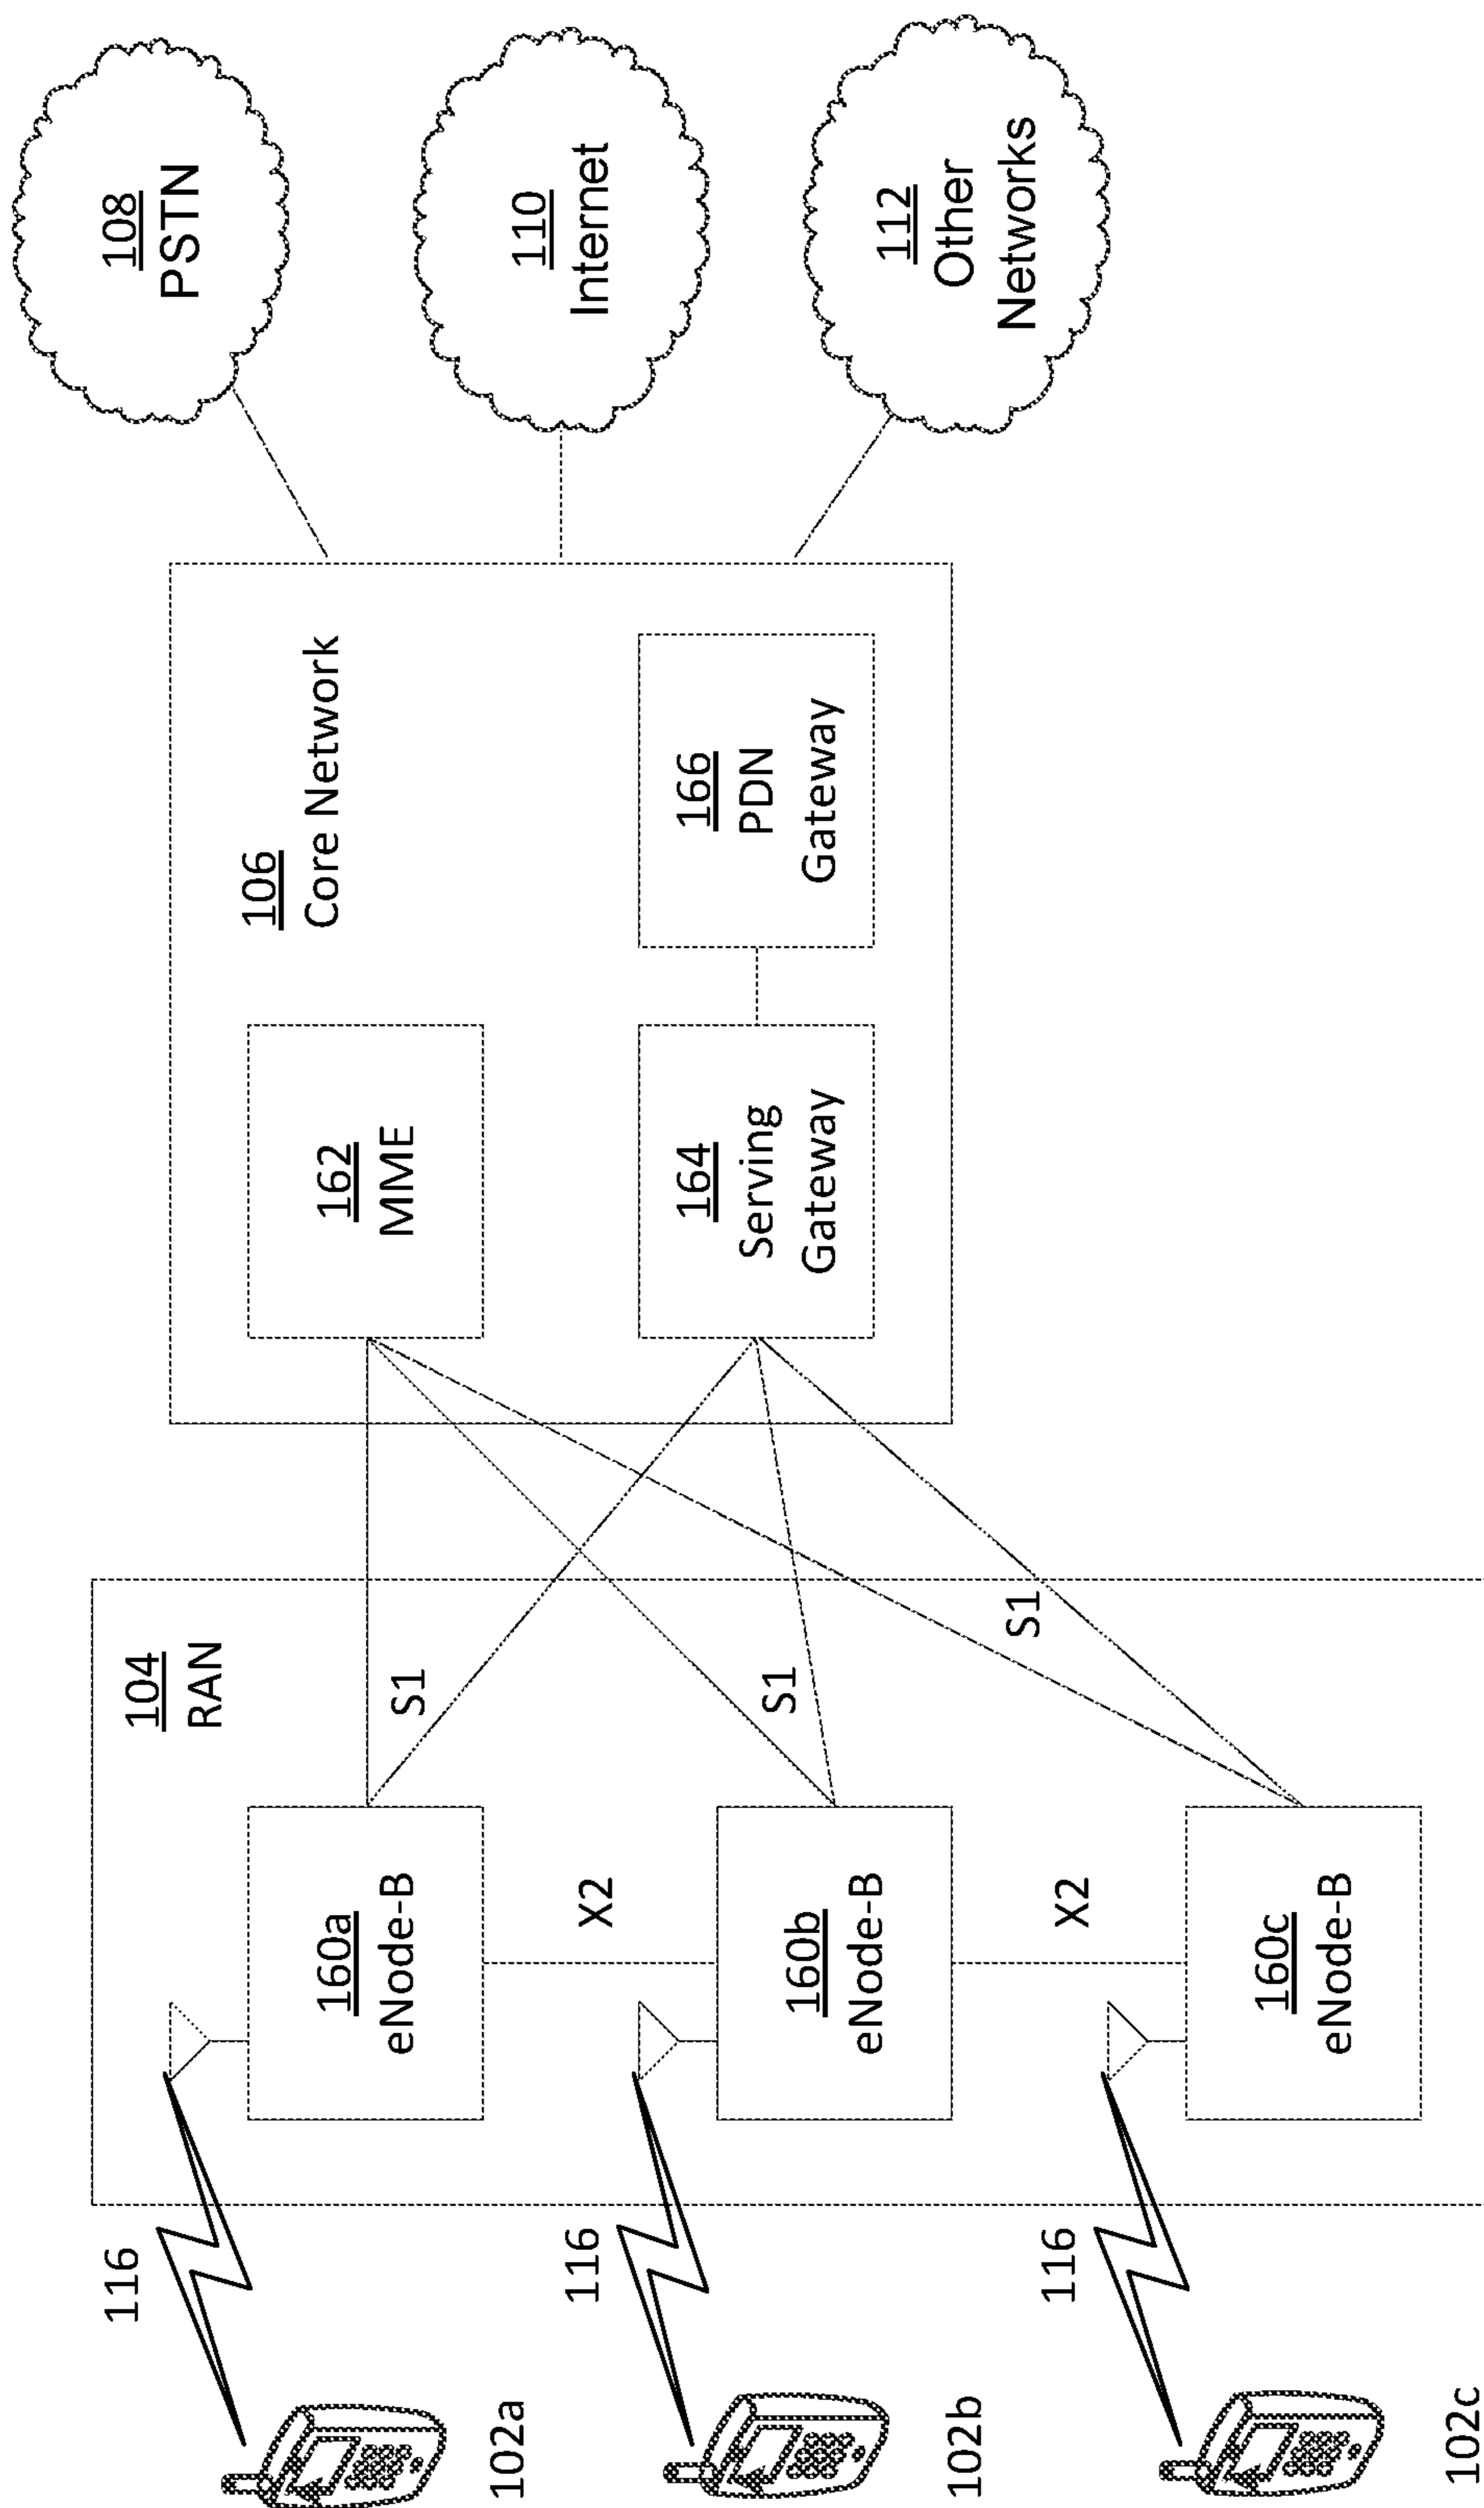 108
PSTN
110
Internet
112
Other
Networks
106
Core Network
162
MME
164
Serving
Gateway
166
PDN
Gateway
104
RAN
S1
S1
S1
160a
eNode-B
X2
160b
eNode-B
X2
160c
eNode-B
116
116
116
102a
102b
102c